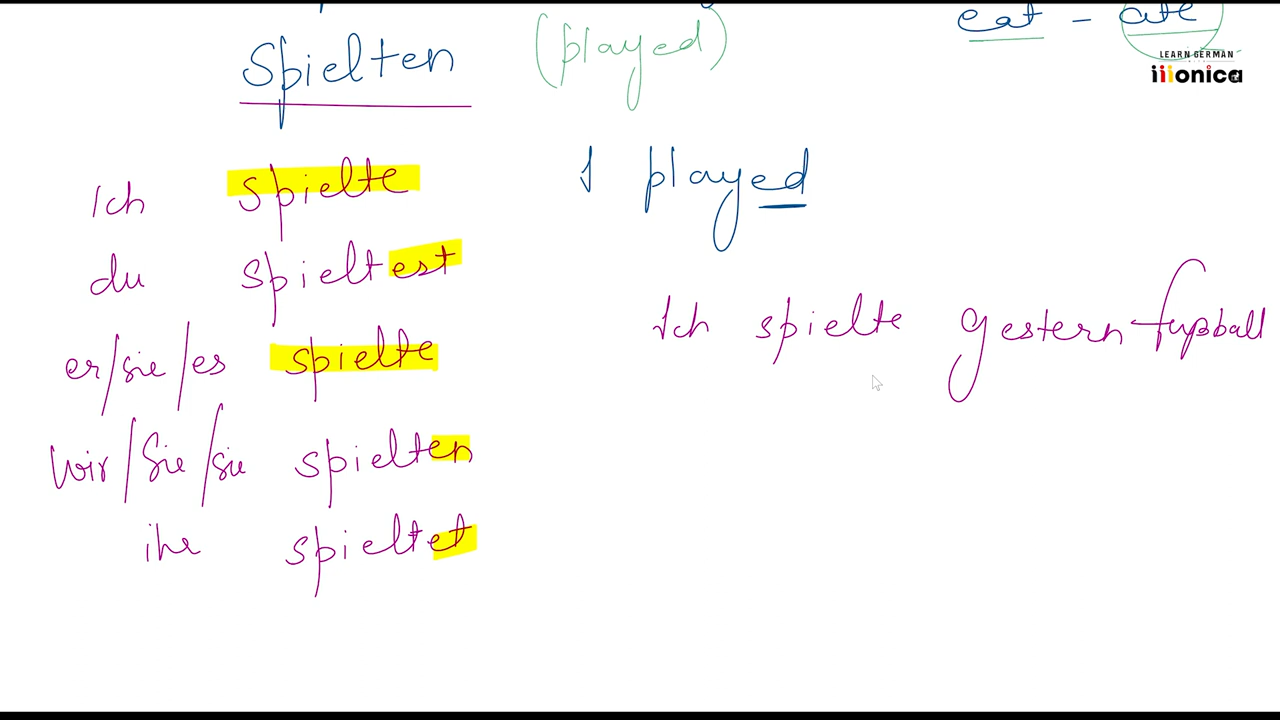 eat - ate
Spielten (played)
LEARN GERMAN
iiionica
Ich spielte I played
du spieltest
Ich spielte gestern fußball
er/sie/es spielte
wir/Sie/sie spielten
ihr spieltet